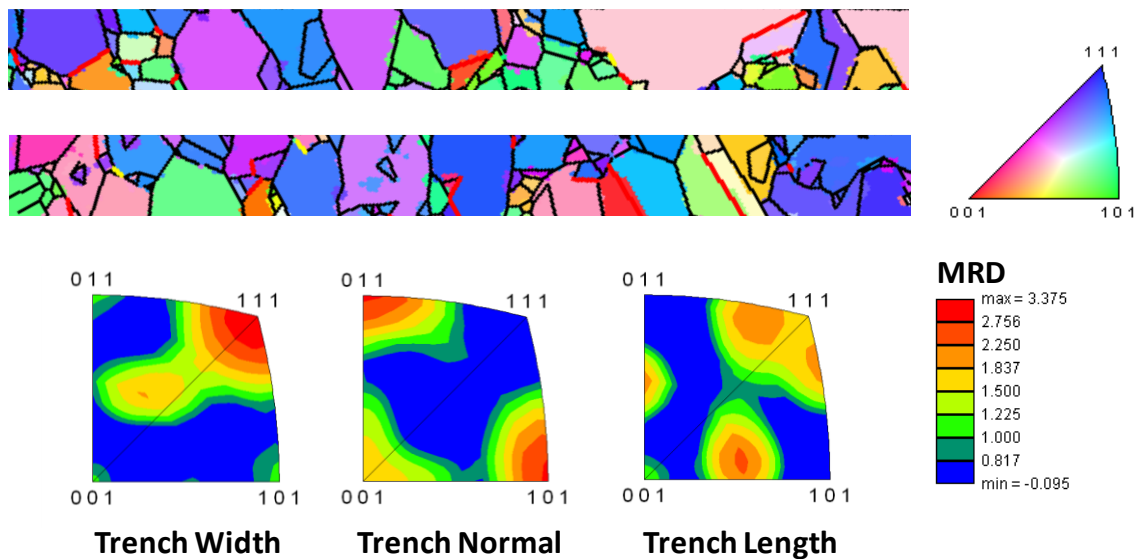 1 1 1
0 0 1
1 0 1
0 1 1
1 1 1
0 1 1
1 1 1
0 1 1
1 1 1
0 0 1
1 0 1
0 0 1
1 0 1
0 0 1
1 0 1
Trench Width
Trench Normal
Trench Length
MRD
max = 3.375
2.756
2.250
1.837
1.500
1.225
1.000
0.817
min = -0.095